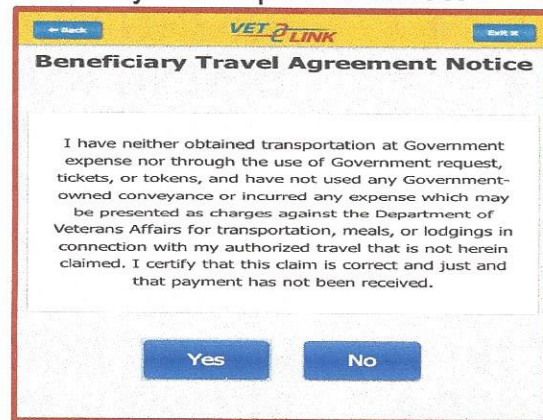 ← Back
VET LINK
Exit
Beneficiary Travel Agreement Notice
I have neither obtained transportation at Government
expense nor through the use of Government request,
tickets, or tokens, and have not used any Government-
owned conveyance or incurred any expense which may
be presented as charges against the Department of
Veterans Affairs for transportation, meals, or lodgings in
connection with my authorized travel that is not herein
claimed. I certify that this claim is correct and just and
that payment has not been received.
Yes
No